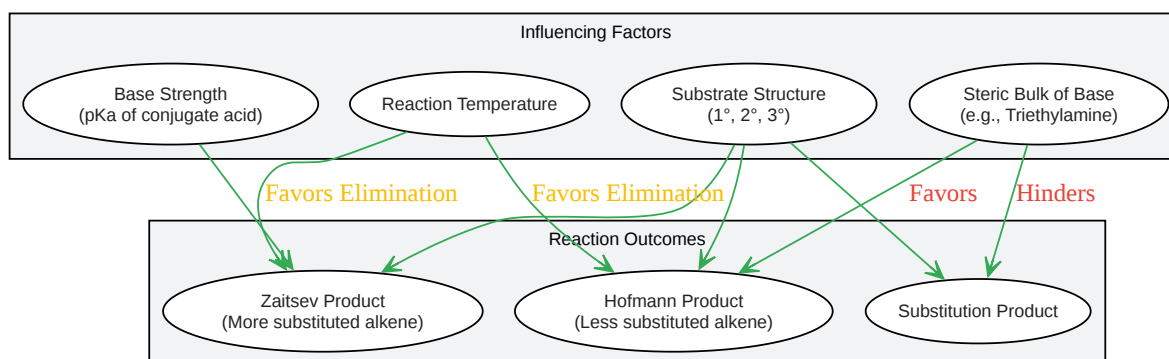 Influencing Factors
Base Strength
(pKa of conjugate acid)
Reaction Temperature
Substrate Structure
(1°, 2°, 3°)
Steric Bulk of Base
(e.g., Triethylamine)
Favors Elimination
Favors Elimination
Favors
Hinders
Reaction Outcomes
Zaitsev Product
(More substituted alkene)
Hofmann Product
(Less substituted alkene)
Substitution Product